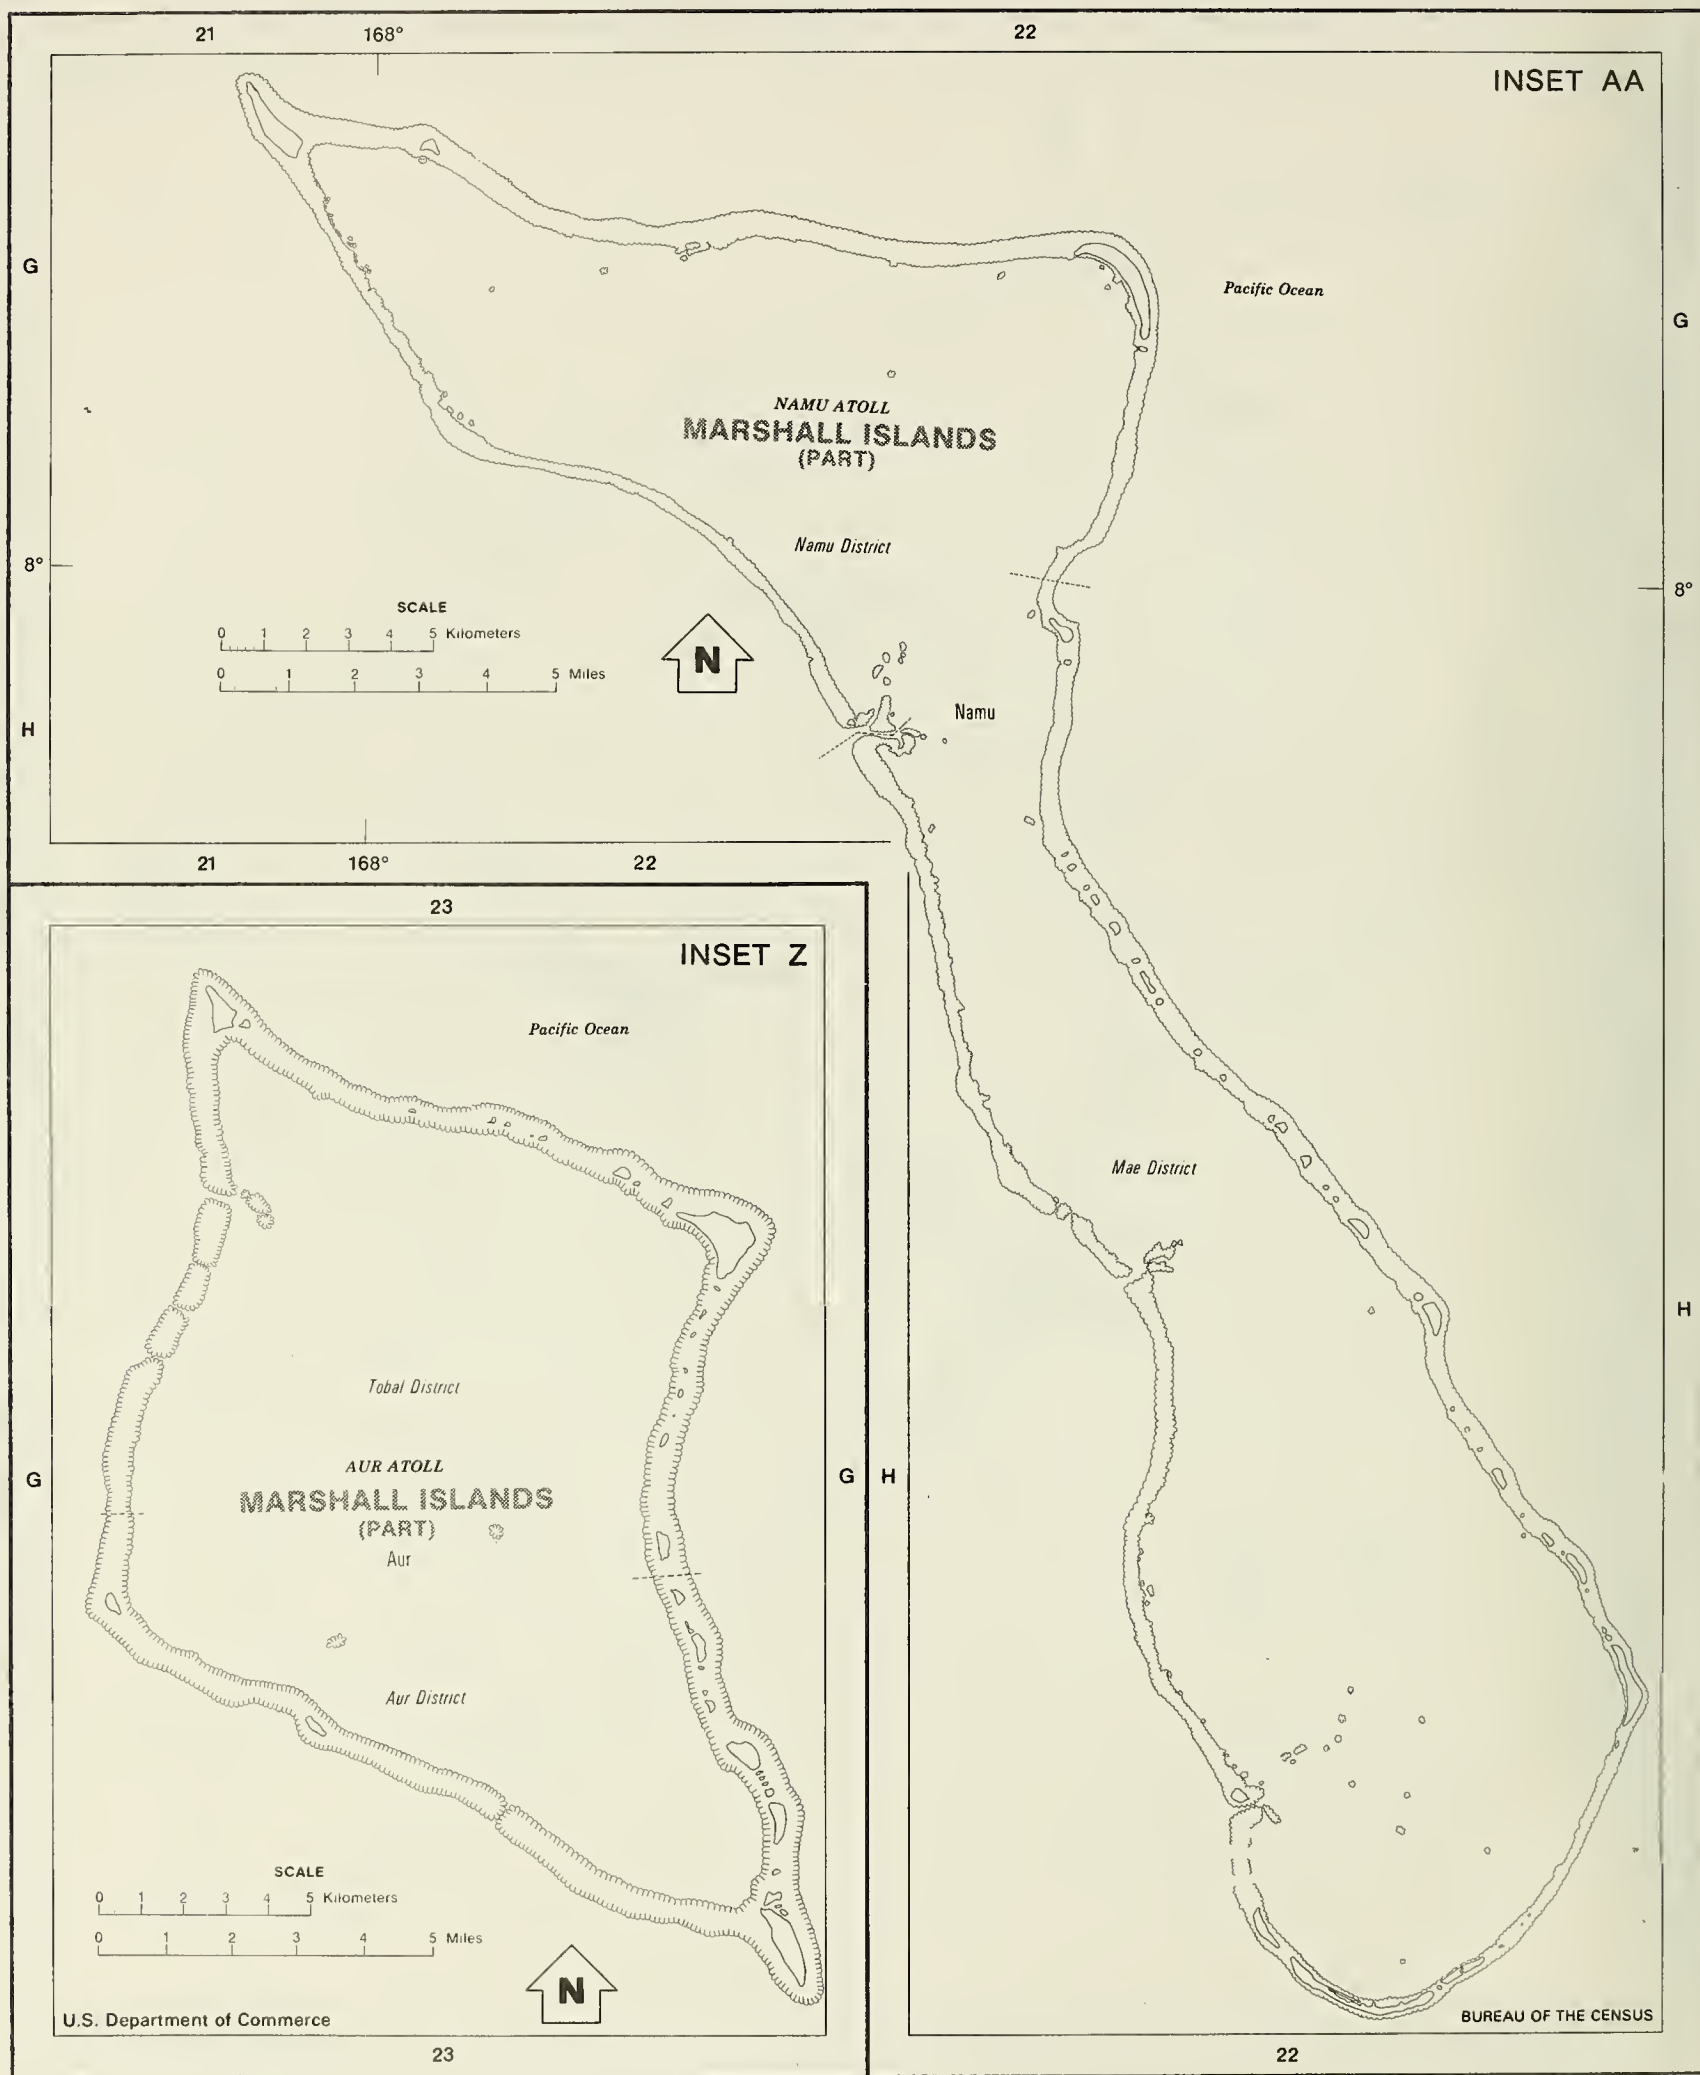 21 168° 22
INSET AA
G
Pacific Ocean
G
NAMU ATOLL
MARSHALL ISLANDS
(PART)
Namu District
8°
8°
SCALE
0 1 2 3 4 5 Kilometers
0 1 2 3 4 5 Miles
N
H
Namu
21 168° 22
23
INSET Z
Pacific Ocean
Mae District
H
Tobal District
AUR ATOLL
G
G
H
MARSHALL ISLANDS
(PART)
Aur
Aur District
SCALE
0 1 2 3 4 5 Kilometers
0 1 2 3 4 5 Miles
N
U.S. Department of Commerce
BUREAU OF THE CENSUS
23
22